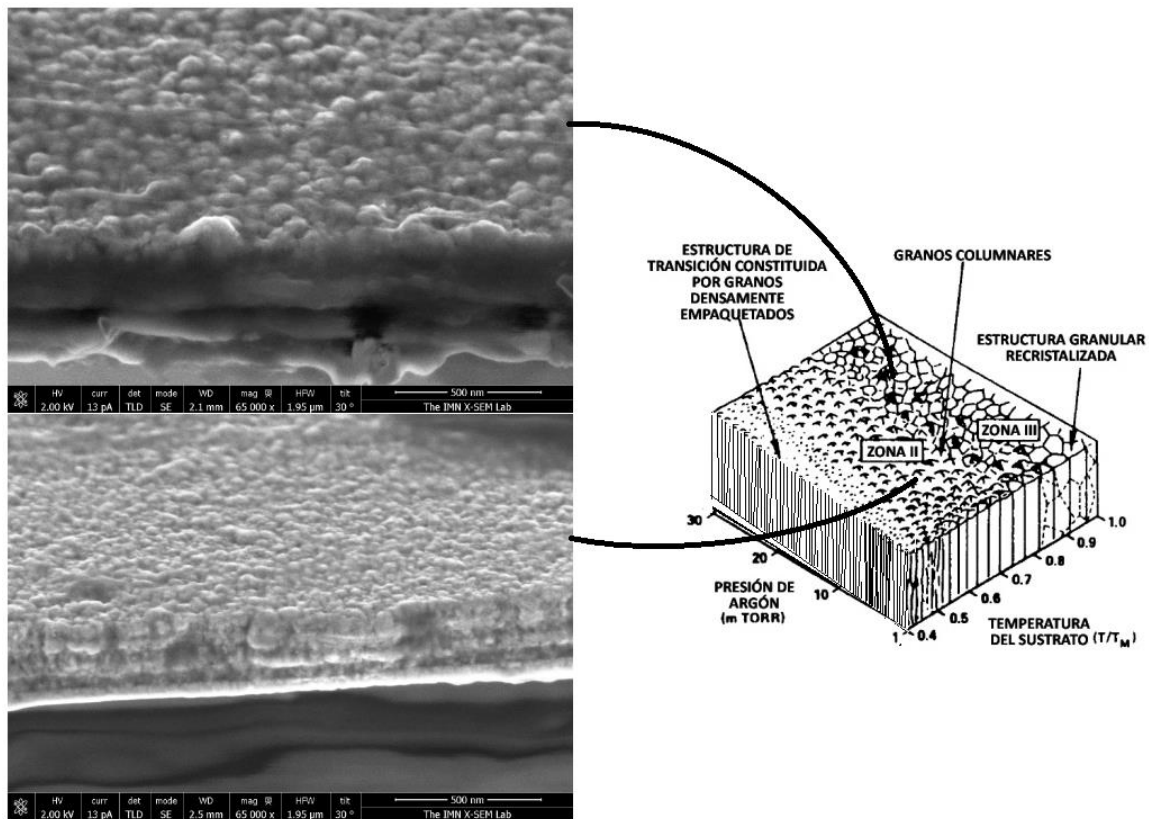 HV curr det mode WD mag HFW tilt 500 nm
2.00 kV 13 pA TLD SE 2.1 mm 65 000 x 1.95 µm 30 ° The IMN X-SEM Lab
ESTRUCTURA DE
TRANSICIÓN CONSTITUIDA
POR GRANOS
DENSAMENTE
EMPAQUETADOS
GRANOS COLUMNARES
ESTRUCTURA GRANULAR
RECRISTALIZADA
ZONA III
ZONA II
30
20
10
1
PRESIÓN DE
ARGÓN
(m TORR)
0.4
0.5
0.6
0.7
0.8
0.9
1.0
TEMPERATURA
DEL SUSTRATO (T/TM)
HV curr det mode WD mag HFW tilt 500 nm
2.00 kV 13 pA TLD SE 2.5 mm 65 000 x 1.95 µm 30 ° The IMN X-SEM Lab